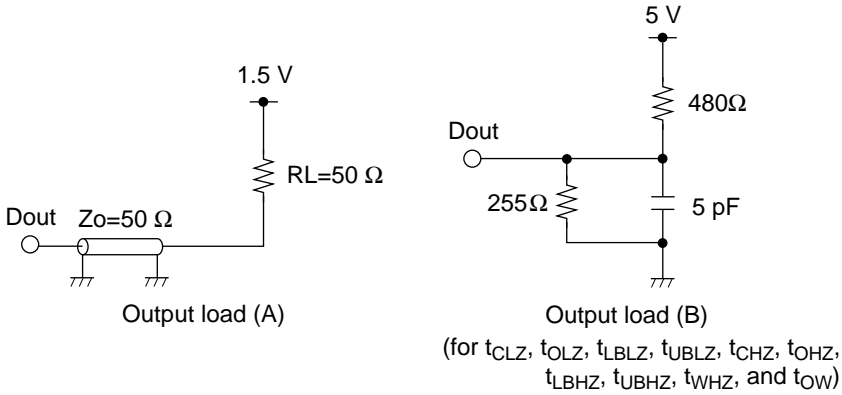 1.5 V
RL=50 Ω
Dout
Zo=50 Ω
Output load (A)
5 V
480Ω
Dout
255Ω
5 pF
Output load (B)
(for tCLZ, tOLZ, tLBLZ, tUBLZ, tCHZ, tOHZ,
tLBHZ, tUBHZ, tWHZ, and tOW)